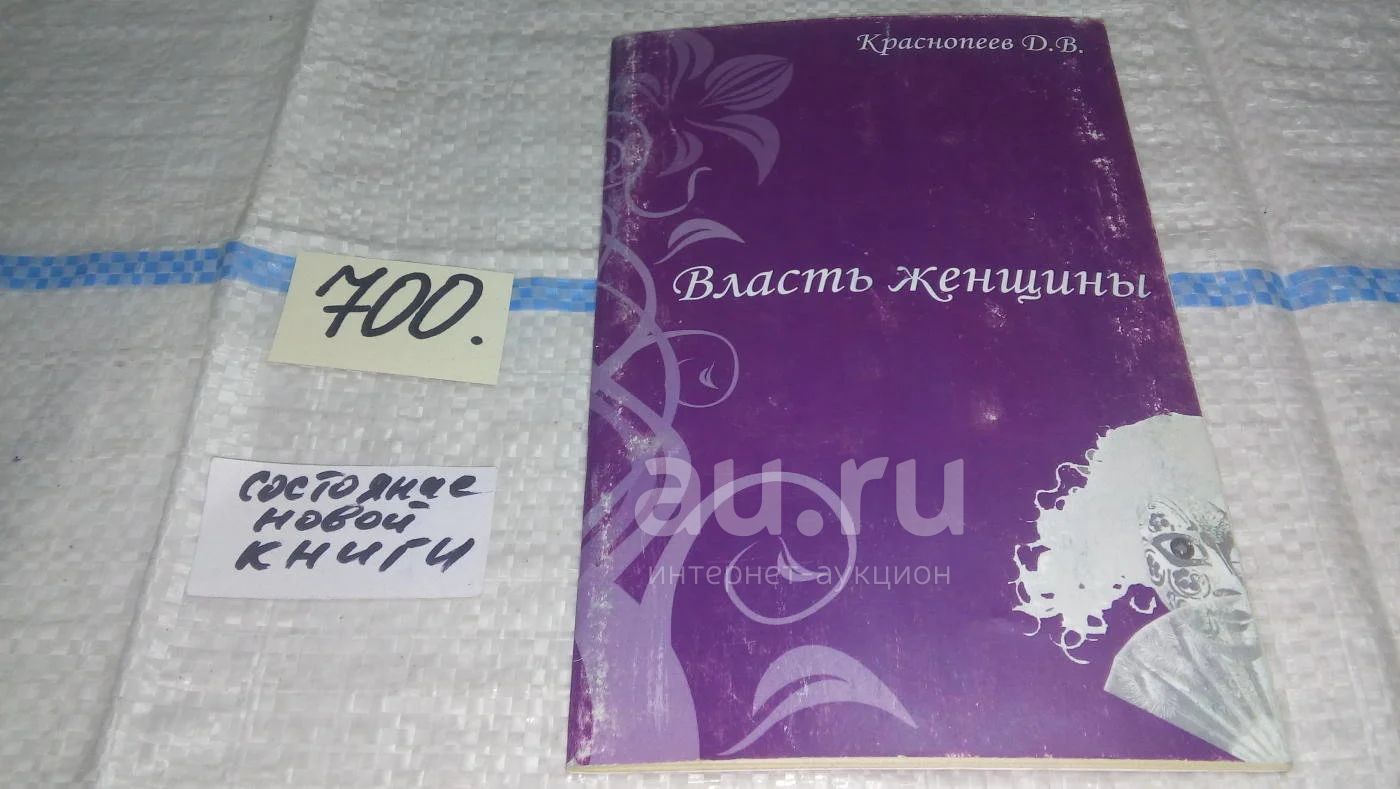 Краснопеев Д.В.
Власть женщины
700.
состояние
новой
книги
au.ru
интернет-аукцион